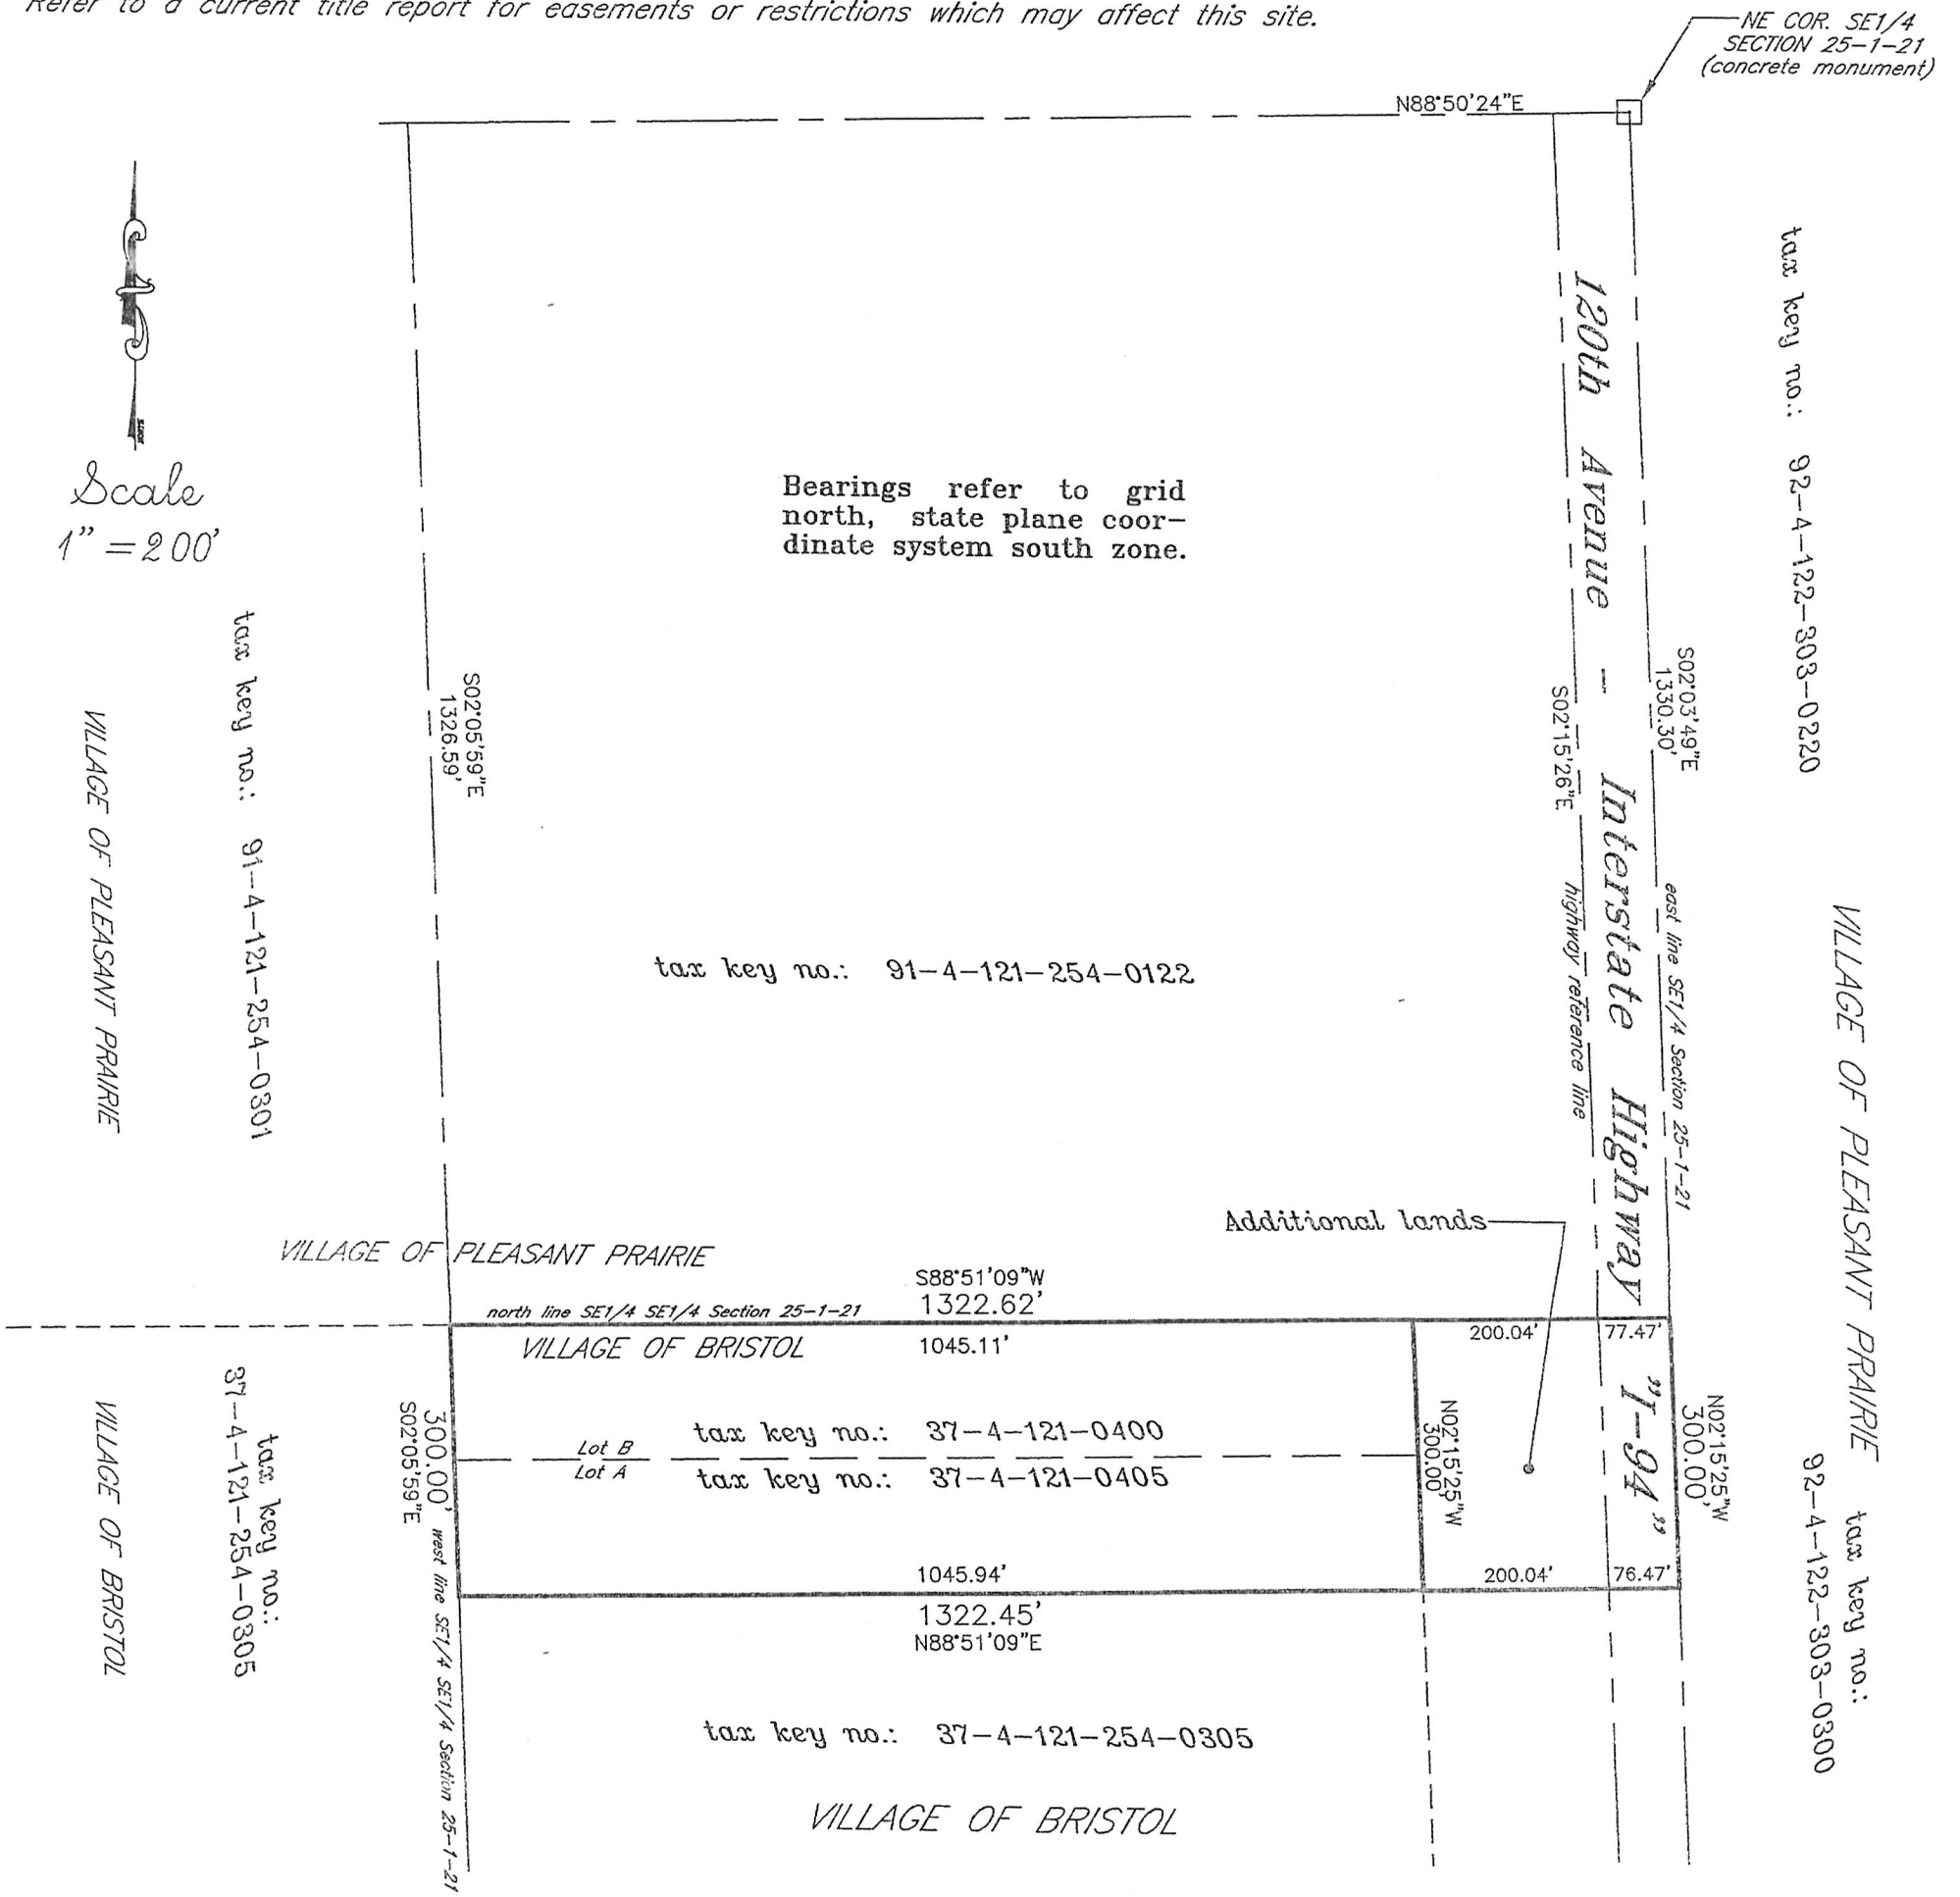 Refer to a current title report for easements or restrictions which may affect this site.
NE COR. SE1/4
SECTION 25-1-21
(concrete monument)
N88°50'24"E
Scale
1"=200'
Bearings refer to grid
north, state plane coor-
dinate system south zone.
120th Avenue - Interstate Highway "I-94"
tax key no.: 92-4-122-303-0220
S02°03'49"E
1330.30'
S02°15'26"E
highway reference line
east line SE1/4 Section 25-1-21
VILLAGE OF PLEASANT PRAIRIE
tax key no.: 91-4-121-254-0301
VILLAGE OF PLEASANT PRAIRIE
S02°05'59"E
1326.59'
tax key no.: 91-4-121-254-0122
Additional lands
VILLAGE OF PLEASANT PRAIRIE
S88°51'09"W
1322.62'
north line SE1/4 SE1/4 Section 25-1-21
VILLAGE OF BRISTOL
1045.11'
200.04'
77.47'
tax key no.:
37-4-121-254-0305
VILLAGE OF BRISTOL
300.00'
S02°05'59"E
west line SE1/4 SE1/4 Section 25-1-21
Lot B
tax key no.: 37-4-121-0400
Lot A
tax key no.: 37-4-121-0405
N02°15'25"W
300.00'
N02°15'25"W
300.00'
tax key no.:
92-4-122-303-0300
1045.94'
200.04'
76.47'
1322.45'
N88°51'09"E
tax key no.: 37-4-121-254-0305
VILLAGE OF BRISTOL